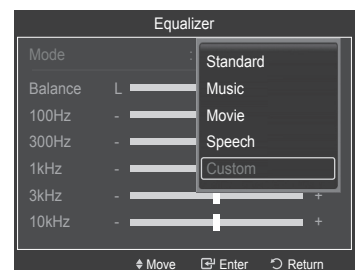 Equalizer
Mode :
Standard
Music
Movie
Speech
Custom
Balance L
100Hz -
300Hz -
1kHz -
3kHz - +
10kHz - +
Move Enter Return